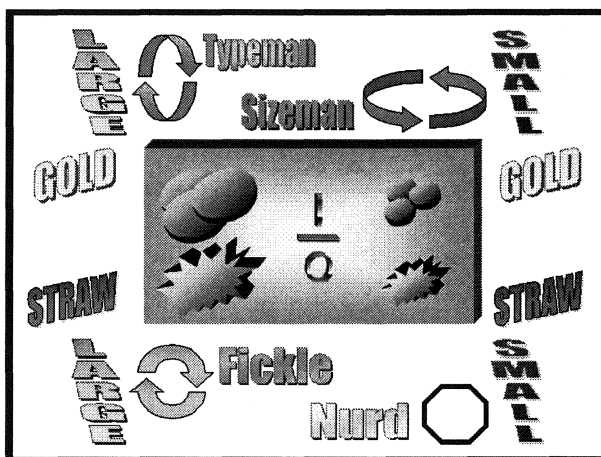 LARGE
Typeman
SMALL
Sizeman
GOLD
GOLD
Q
STRAW
STRAW
LARGE
Fickle
SMALL
Nurd